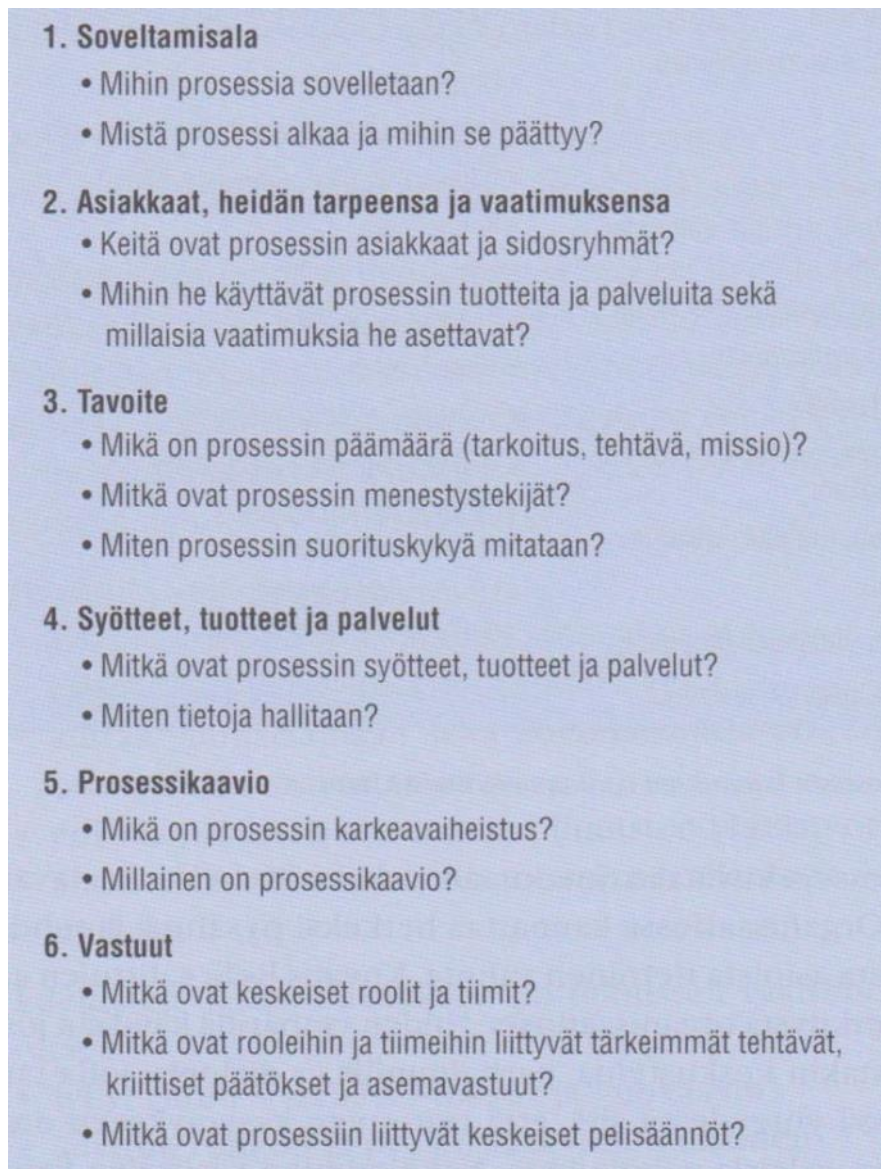 1. Soveltamisala
• Mihin prosessia sovelletaan?
• Mistä prosessi alkaa ja mihin se päättyy?
2. Asiakkaat, heidän tarpeensa ja vaatimuksensa
• Keitä ovat prosessin asiakkaat ja sidosryhmät?
• Mihin he käyttävät prosessin tuotteita ja palveluita sekä
millaisia vaatimuksia he asettavat?
3. Tavoite
• Mikä on prosessin päämäärä (tarkoitus, tehtävä, missio)?
• Mitkä ovat prosessin menestystekijät?
• Miten prosessin suorituskykyä mitataan?
4. Syötteet, tuotteet ja palvelut
• Mitkä ovat prosessin syötteet, tuotteet ja palvelut?
• Miten tietoja hallitaan?
5. Prosessikaavio
• Mikä on prosessin karkeavaiheistus?
• Millainen on prosessikaavio?
6. Vastuut
• Mitkä ovat keskeiset roolit ja tiimit?
• Mitkä ovat rooleihin ja tiimeihin liittyvät tärkeimmät tehtävät,
kriittiset päätökset ja asemavastuut?
• Mitkä ovat prosessiin liittyvät keskeiset pelisäännöt?